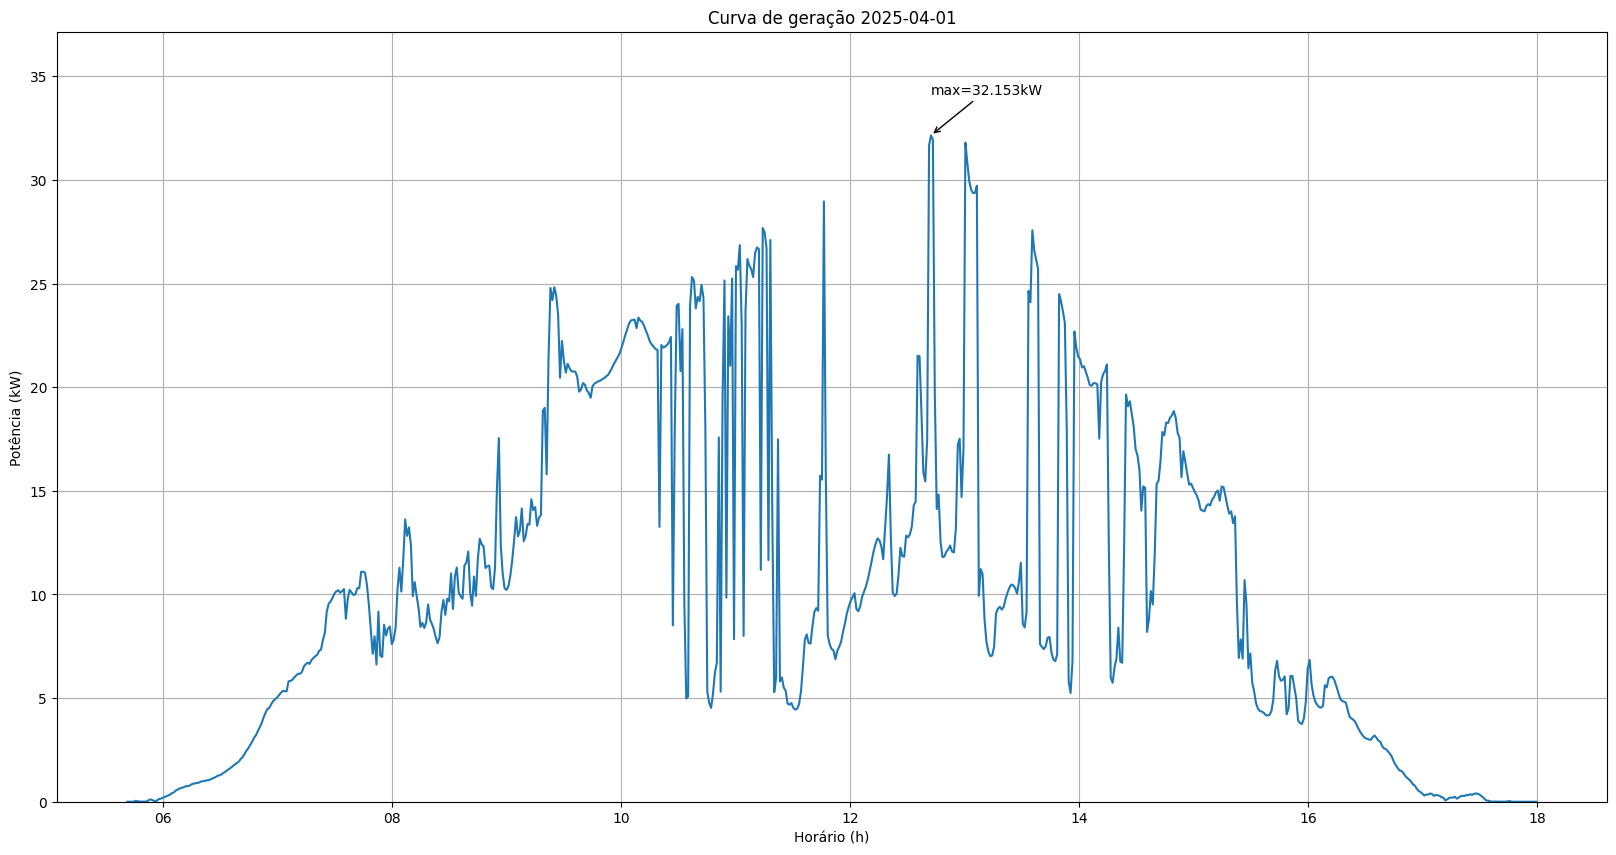 Curva de geração 2025-04-01
max=32.153kW
Potência (kW)
35
30
25
20
15
10
5
0
06 08 10 12 14 16 18
Horário (h)